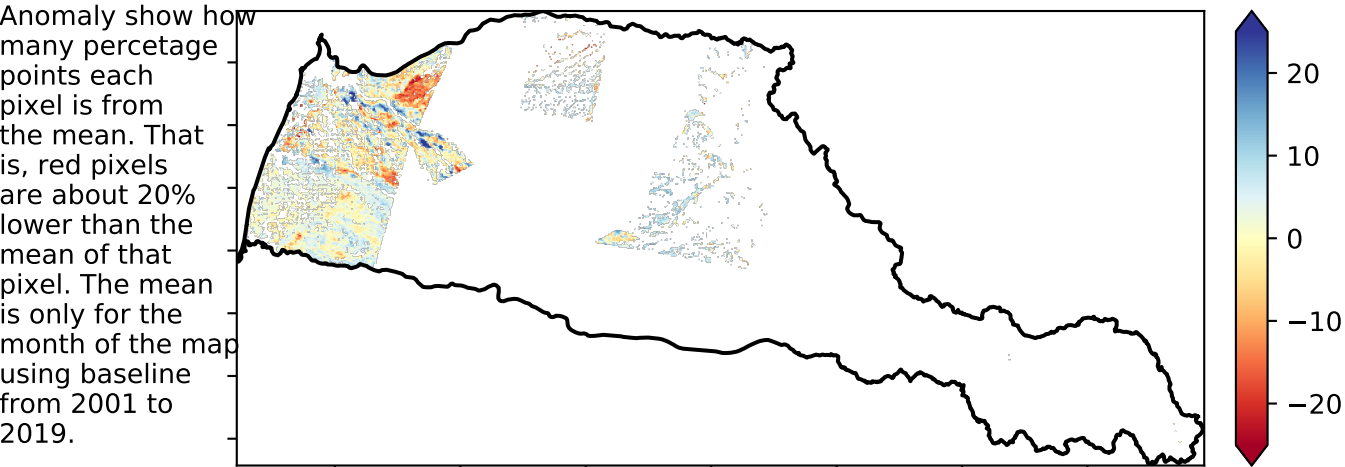 Anomaly show how
many percetage
points each
pixel is from
the mean. That
is, red pixels
are about 20%
lower than the
mean of that
pixel. The mean
is only for the
month of the map
using baseline
from 2001 to
2019.
20
10
0
−10
−20